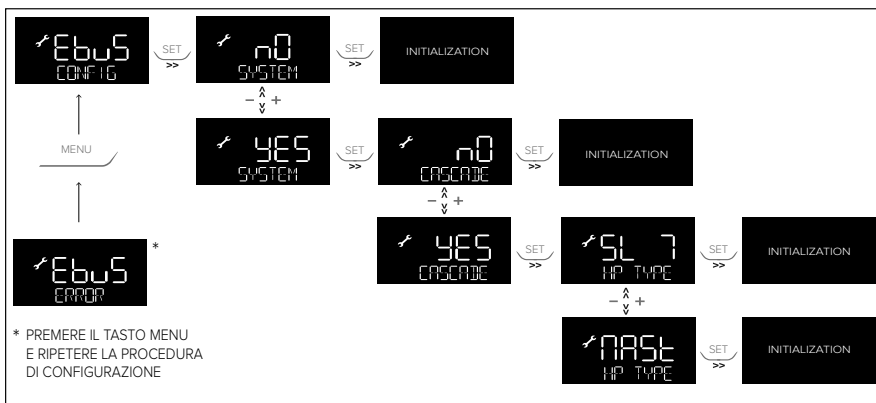 EbuS
CONFIG
SET
>>
nO
SYSTEM
SET
>>
INITIALIZATION
− +
MENU
YES
SYSTEM
SET
>>
nO
CASCADE
SET
>>
INITIALIZATION
− +
EbuS
ERROR
*
YES
CASCADE
SET
>>
SL 7
HP TYPE
SET
>>
INITIALIZATION
− +
MASt
HP TYPE
SET
>>
INITIALIZATION
* PREMERE IL TASTO MENU
E RIPETERE LA PROCEDURA
DI CONFIGURAZIONE